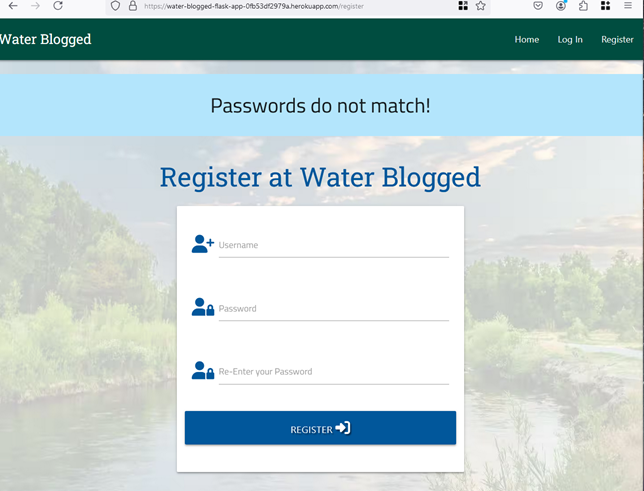 https://water-blogged-flask-app-0fb53df2979a.herokuapp.com/register
Water Blogged
Home
Log In
Register
Passwords do not match!
Register at Water Blogged
Username
Password
Re-Enter your Password
REGISTER